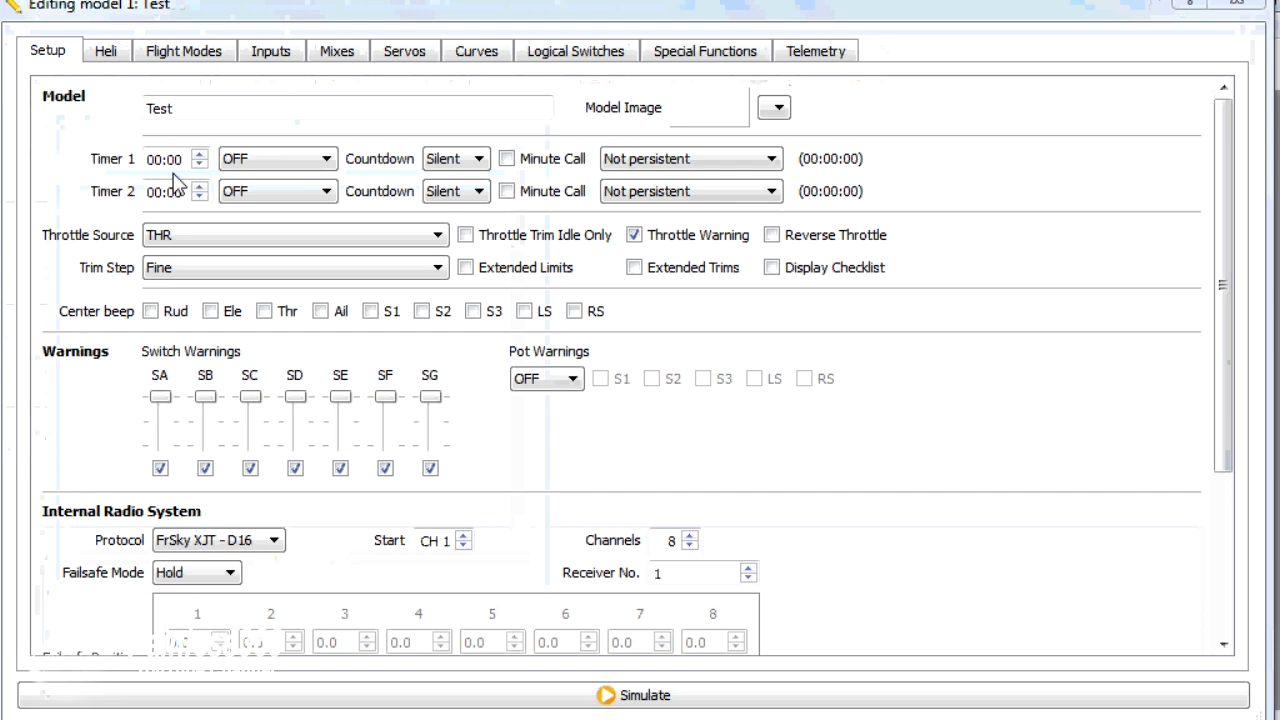 Editing model 1: Test
Setup Heli Flight Modes Inputs Mixes Servos Curves Logical Switches Special Functions Telemetry
Model Test Model Image
Timer 1 00:00 OFF Countdown Silent Minute Call Not persistent (00:00:00)
Timer 2 00:00 OFF Countdown Silent Minute Call Not persistent (00:00:00)
Throttle Source THR Throttle Trim Idle Only Throttle Warning Reverse Throttle
Trim Step Fine Extended Limits Extended Trims Display Checklist
Center beep Rud Ele Thr Ail S1 S2 S3 LS RS
Warnings Switch Warnings Pot Warnings
SA SB SC SD SE SF SG
OFF S1 S2 S3 LS RS
Internal Radio System
Protocol FrSky XJT - D16 Start CH 1 Channels 8
Failsafe Mode Hold Receiver No. 1
1 2 3 4 5 6 7 8
0.0 0.0 0.0 0.0 0.0 0.0 0.0
Simulate